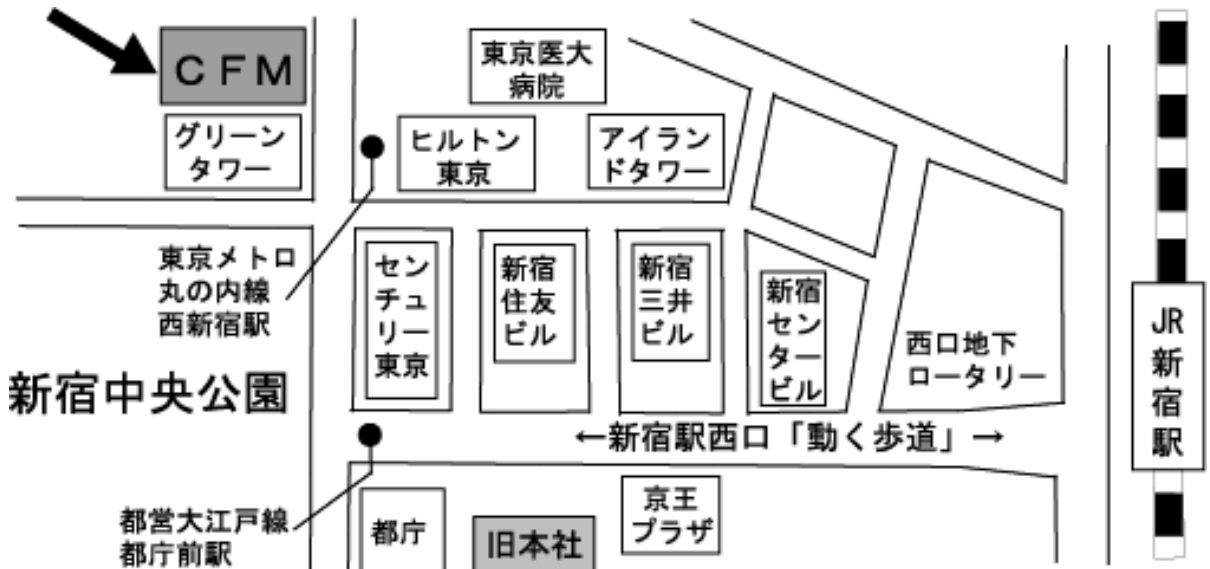 CFM
グリーン
タワー
東京医大
病院
ヒルトン
東京
アイラン
ドタワー
東京メトロ
丸の内線
西新宿駅
セン
チュ
リー
東京
新宿
住友
ビル
新宿
三井
ビル
新宿
セン
ター
ビル
西口地下
ロータリー
JR
新
宿
駅
新宿中央公園
←新宿駅西口「動く歩道」→
都営大江戸線
都庁前駅
都庁
旧本社
京王
プラザ